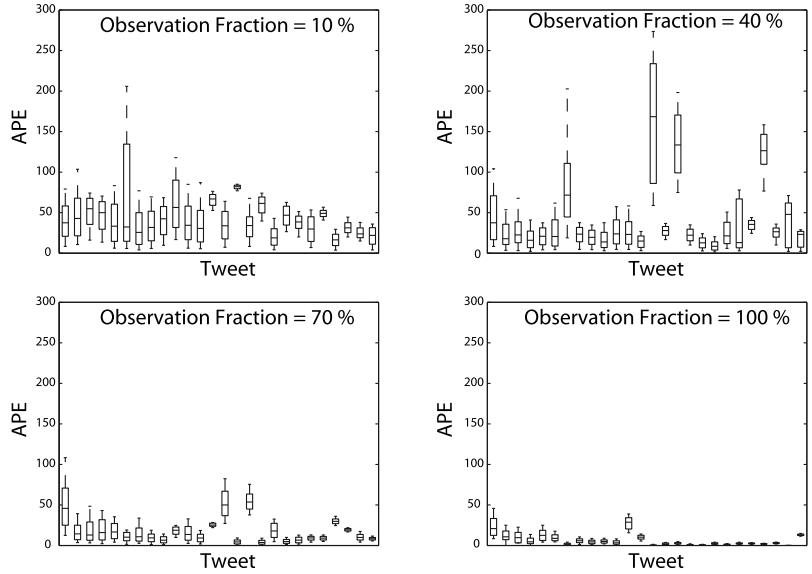 300
Observation Fraction = 10 %
250
200
150
100
50
0
APE
Tweet
300
Observation Fraction = 40 %
250
200
150
100
50
0
APE
Tweet
300
Observation Fraction = 70 %
250
200
150
100
50
0
APE
Tweet
300
Observation Fraction = 100 %
250
200
150
100
50
0
APE
Tweet